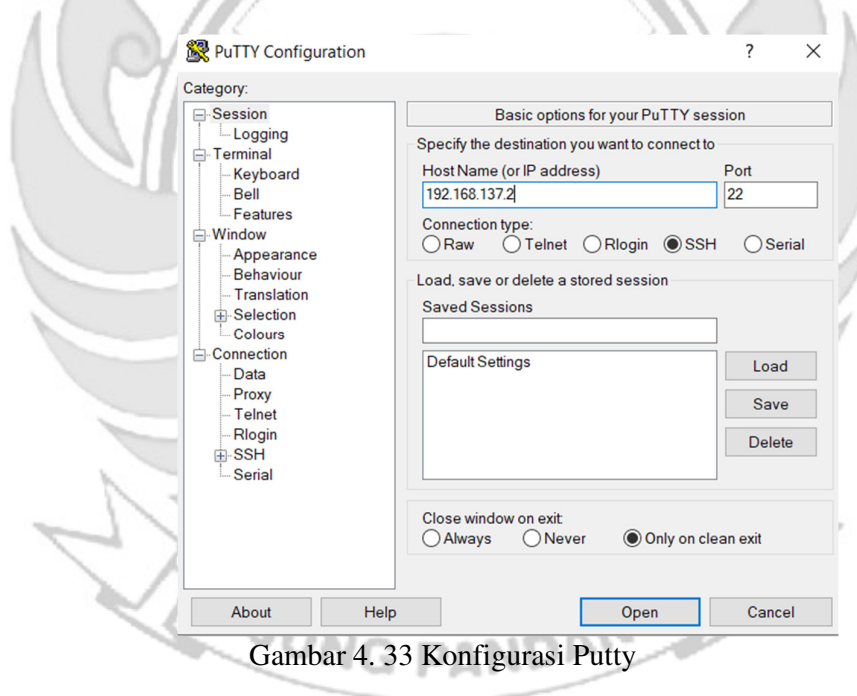 PuTTY Configuration ? ×
Category:
Session
Logging
Terminal
Keyboard
Bell
Features
Window
Appearance
Behaviour
Translation
Selection
Colours
Connection
Data
Proxy
Telnet
Rlogin
SSH
Serial
Basic options for your PuTTY session
Specify the destination you want to connect to
Host Name (or IP address) Port
192.168.137.2 22
Connection type:
Raw Telnet Rlogin SSH Serial
Load, save or delete a stored session
Saved Sessions
Default Settings
Load
Save
Delete
Close window on exit:
Always Never Only on clean exit
About Help Open Cancel
Gambar 4. 33 Konfigurasi Putty